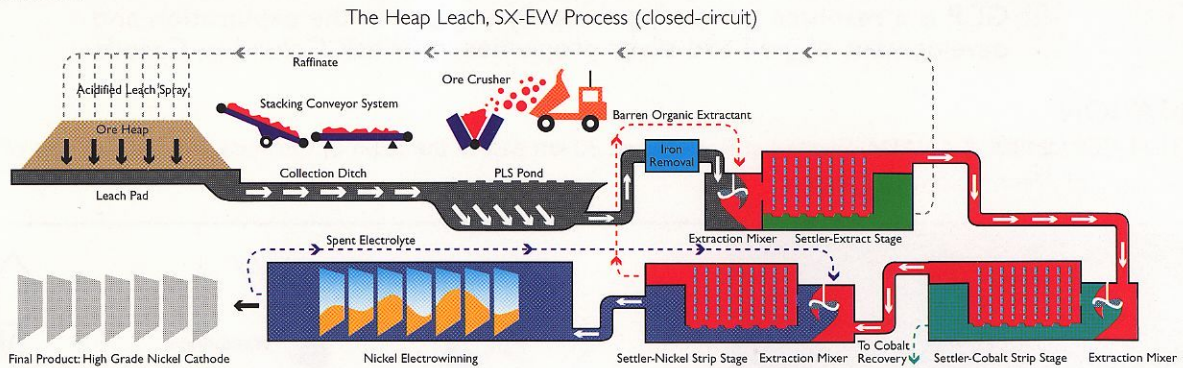 The Heap Leach, SX-EW Process (closed-circuit)
Raffinate
Acidified Leach Spray
Ore Crusher
Stacking Conveyor System
Barren Organic Extractant
Ore Heap
Iron
Removal
Leach Pad
Collection Ditch
PLS Pond
Extraction Mixer
Settler-Extract Stage
Spent Electrolyte
Final Product: High Grade Nickel Cathode
Nickel Electrowinning
Settler-Nickel Strip Stage
Extraction Mixer
To Cobalt
Recovery
Settler-Cobalt Strip Stage
Extraction Mixer